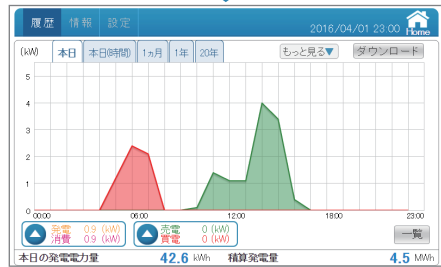 履歴 情報 設定 2016/04/01 23:00 Home
(kW) 本日 本日(時間) 1ヵ月 1年 20年 もっと見る▼ ダウンロード
5
4
3
2
1
0
00:00 06:00 12:00 18:00 23:00
発電 0.9 (kW) 売電 0 (kW)
消費 0.9 (kW) 買電 0 (kW)
一覧
本日の発電電力量 42.6 kWh 積算発電量 4.5 MWh